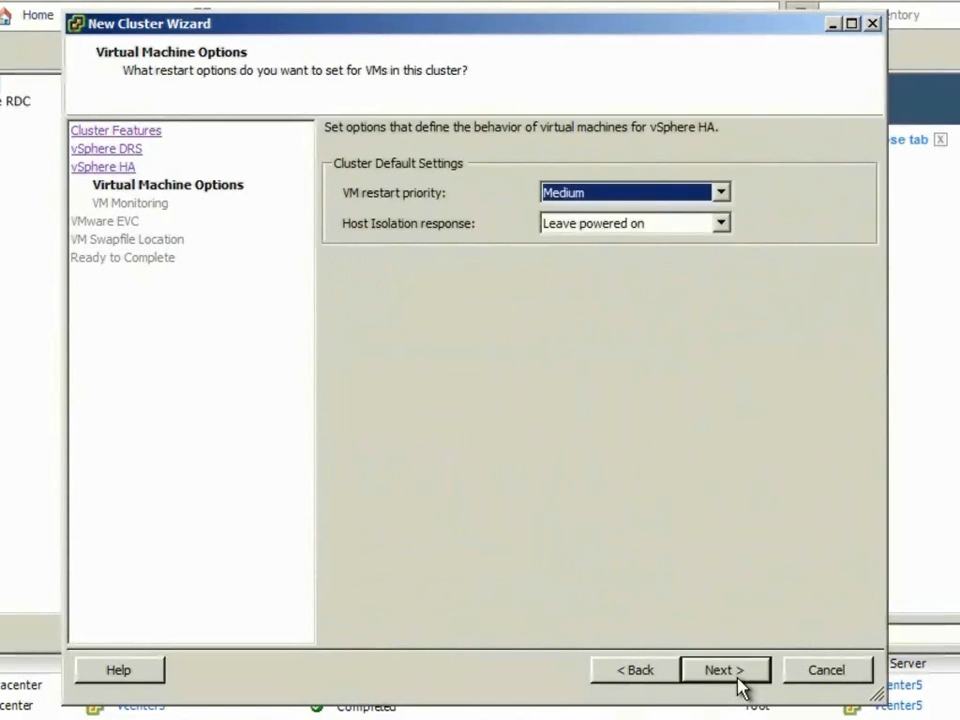 Home
New Cluster Wizard
ntory
Virtual Machine Options
What restart options do you want to set for VMs in this cluster?
RDC
se tab
Cluster Features
vSphere DRS
vSphere HA
Virtual Machine Options
VM Monitoring
VMware EVC
VM Swapfile Location
Ready to Complete
Set options that define the behavior of virtual machines for vSphere HA.
Cluster Default Settings
VM restart priority: Medium
Host Isolation response: Leave powered on
Help
< Back
Next >
Cancel
Server
acenter
enter5
center
vcenter5
Completed
root
vcenter5